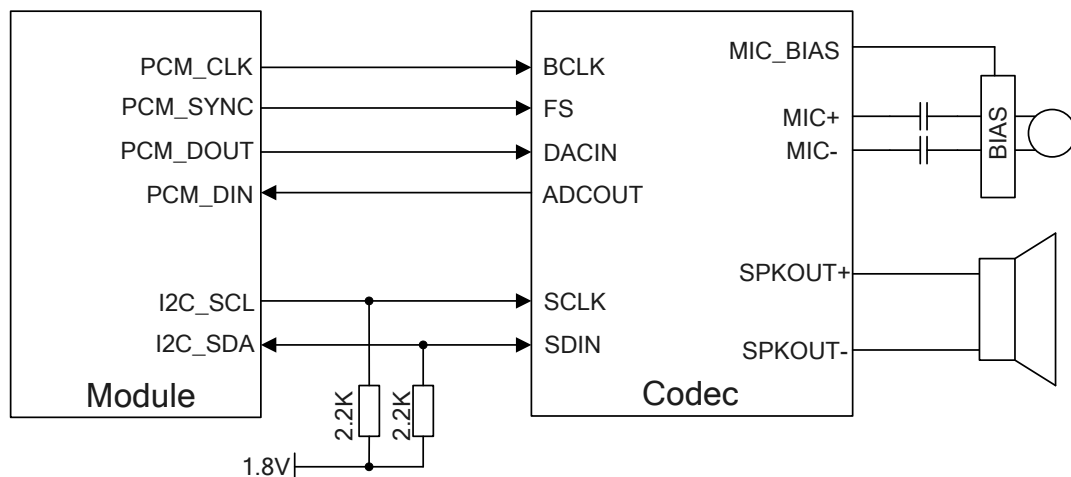 PCM_CLK
PCM_SYNC
PCM_DOUT
PCM_DIN
I2C_SCL
I2C_SDA
Module
2.2K
2.2K
1.8V
BCLK
FS
DACIN
ADCOUT
SCLK
SDIN
Codec
MIC_BIAS
MIC+
MIC-
SPKOUT+
SPKOUT-
BIAS